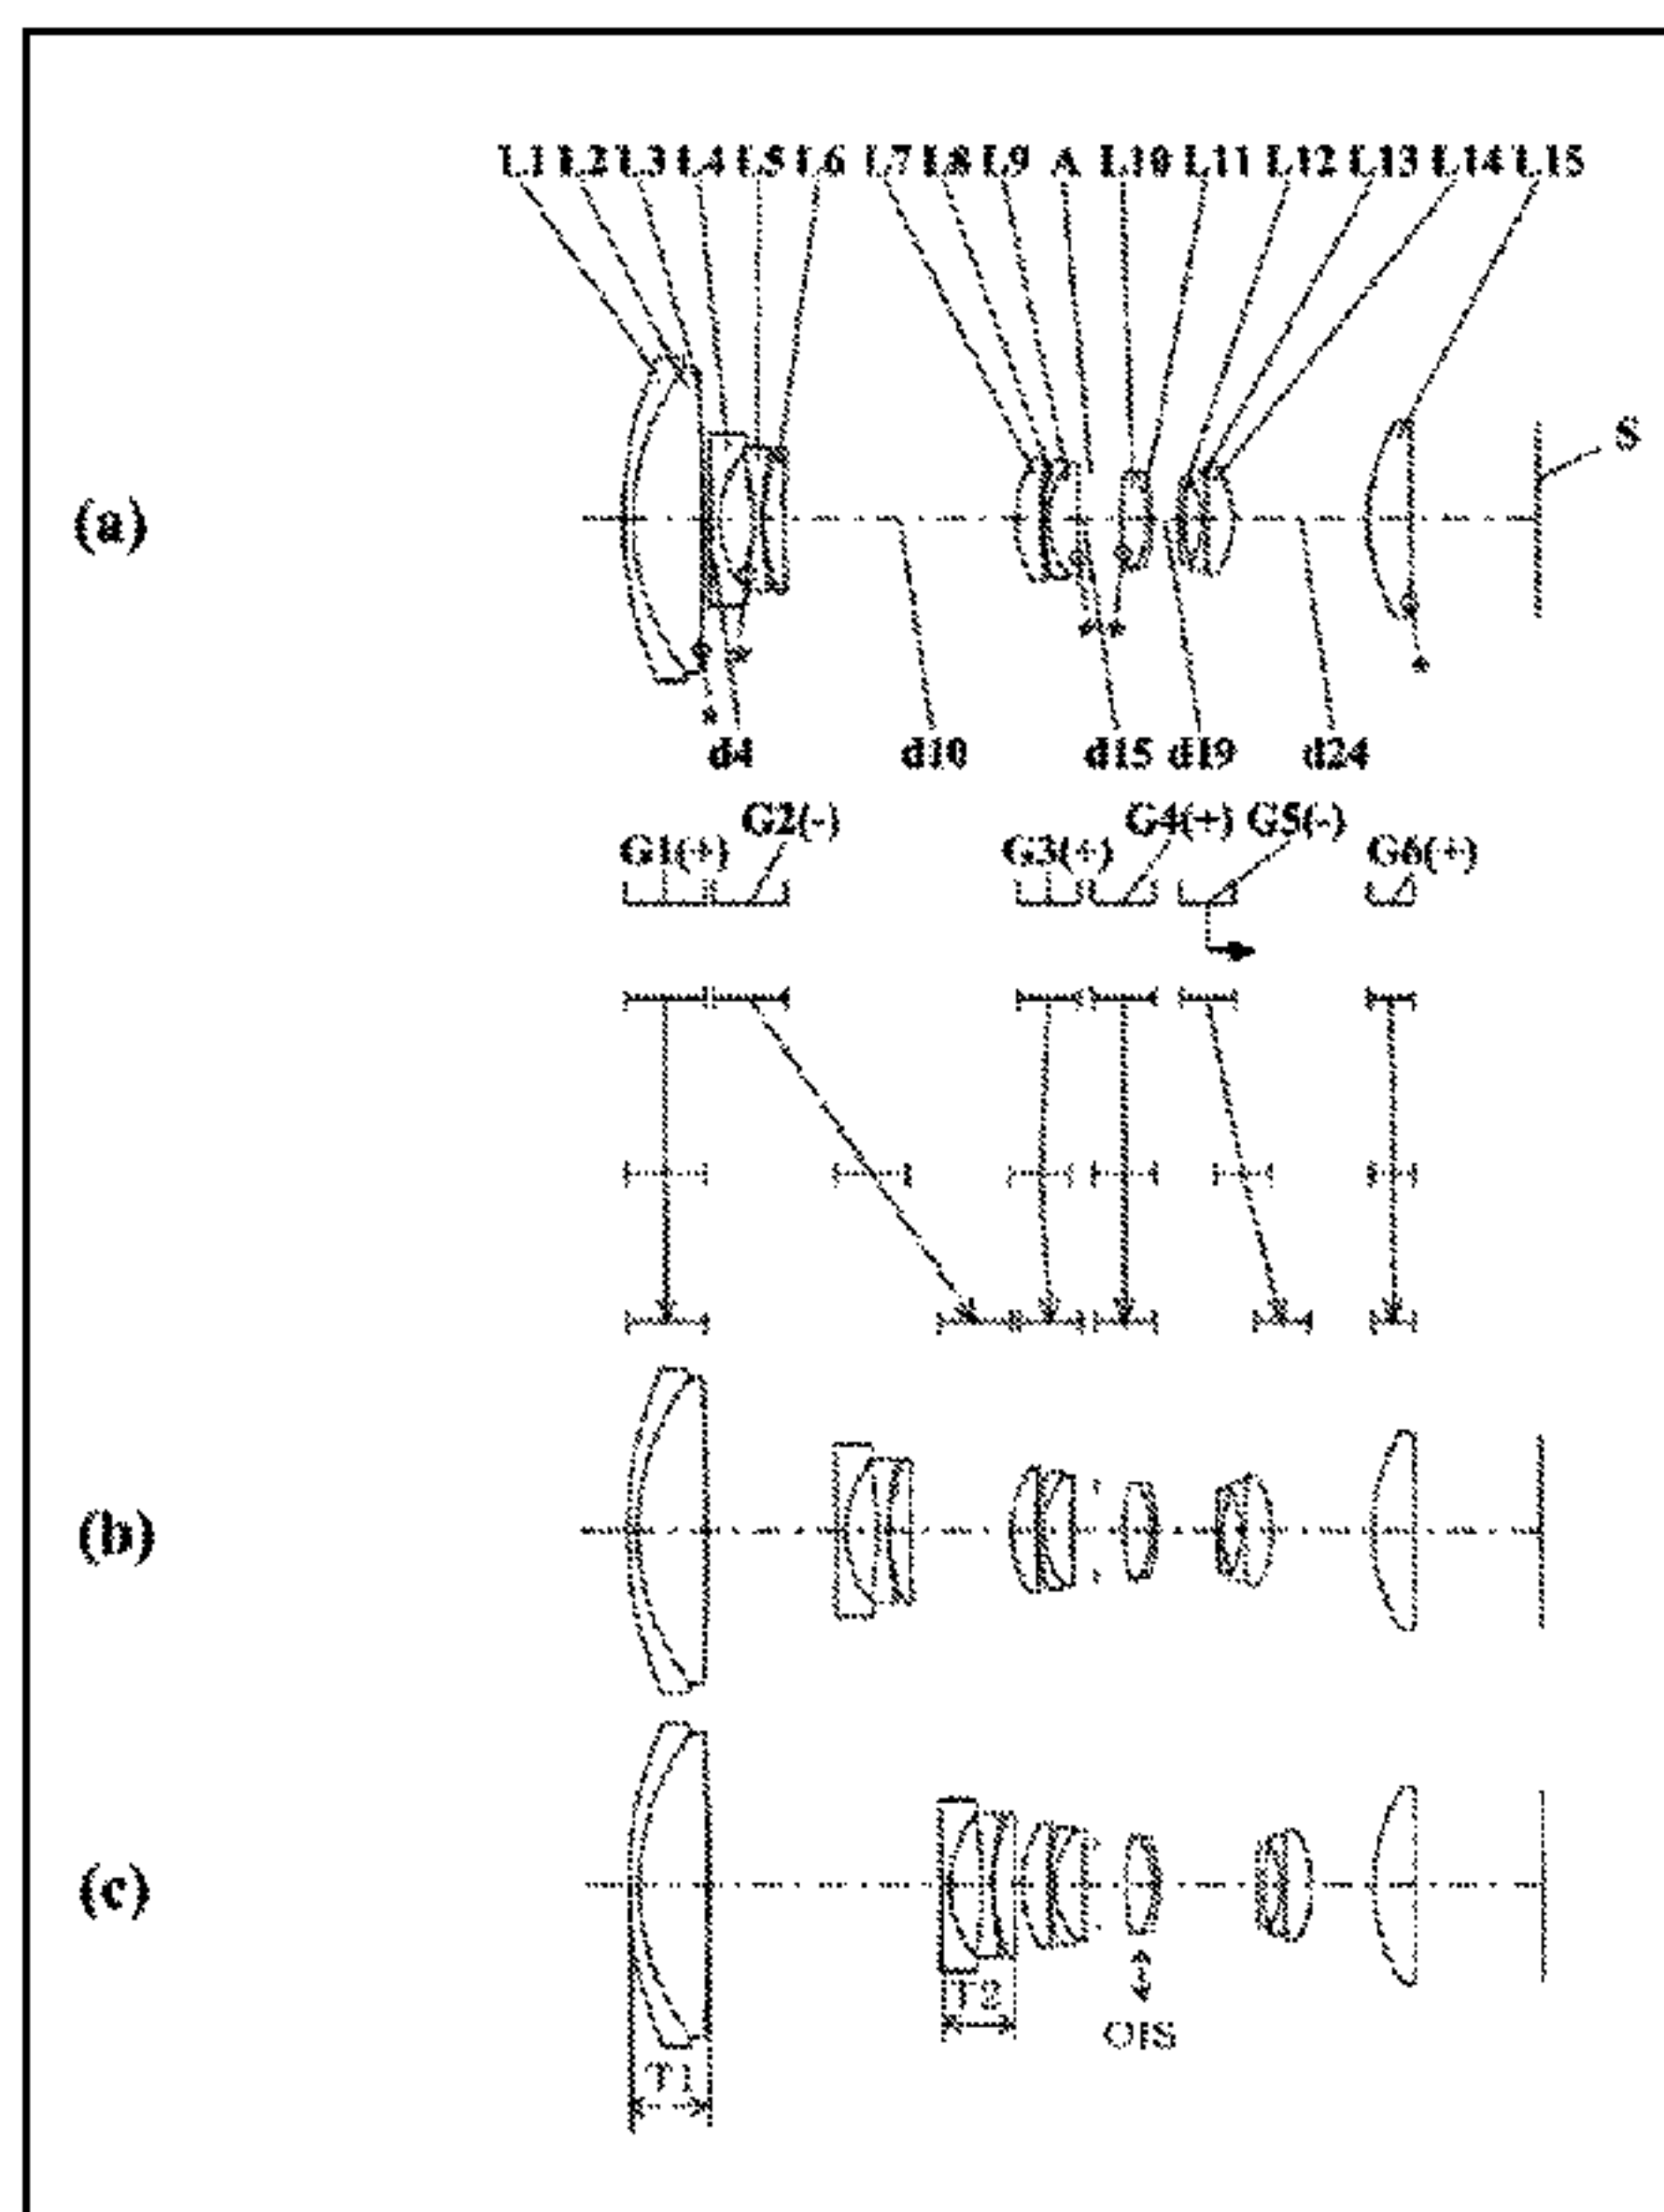 L1 L2 L3 L4 L5 L6 L7 L8 L9 A L10 L11 L12 L13 L14 L15
S
(a)
* * * * *
d4 d10 d15 d19 d24
G1(+) G2(-) G3(+) G4(+) G5(-) G6(+)
(b)
(c)
T2
OIS
T1